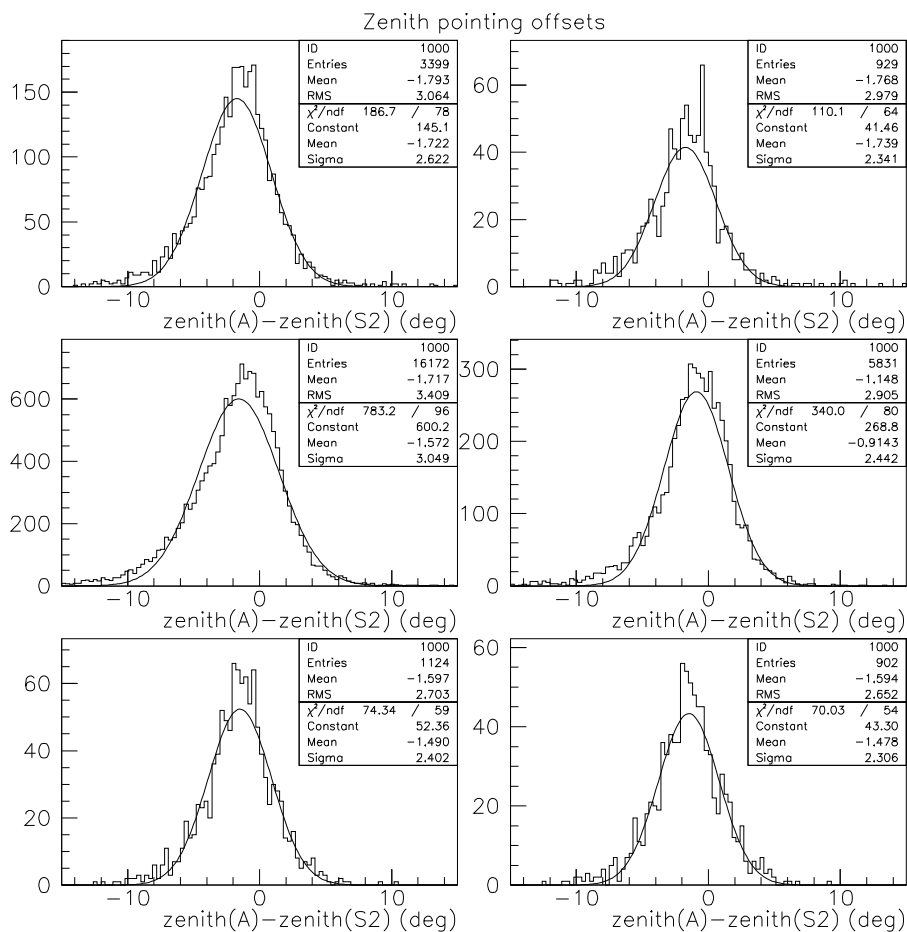 Zenith pointing offsets
ID 1000
Entries 3399
Mean -1.793
RMS 3.064
χ²/ndf 186.7 / 78
Constant 145.1
Mean -1.722
Sigma 2.622
150
100
50
0
-10 0 10
zenith(A)-zenith(S2) (deg)
ID 1000
Entries 929
Mean -1.768
RMS 2.979
χ²/ndf 110.1 / 64
Constant 41.46
Mean -1.739
Sigma 2.341
60
40
20
0
-10 0 10
zenith(A)-zenith(S2) (deg)
ID 1000
Entries 16172
Mean -1.717
RMS 3.409
χ²/ndf 783.2 / 96
Constant 600.2
Mean -1.572
Sigma 3.049
600
400
200
0
-10 0 10
zenith(A)-zenith(S2) (deg)
ID 1000
Entries 5831
Mean -1.148
RMS 2.905
χ²/ndf 340.0 / 80
Constant 268.8
Mean -0.9143
Sigma 2.442
300
200
100
0
-10 0 10
zenith(A)-zenith(S2) (deg)
ID 1000
Entries 1124
Mean -1.597
RMS 2.703
χ²/ndf 74.34 / 59
Constant 52.36
Mean -1.490
Sigma 2.402
60
40
20
0
-10 0 10
zenith(A)-zenith(S2) (deg)
ID 1000
Entries 902
Mean -1.594
RMS 2.652
χ²/ndf 70.03 / 54
Constant 43.30
Mean -1.478
Sigma 2.306
60
40
20
0
-10 0 10
zenith(A)-zenith(S2) (deg)